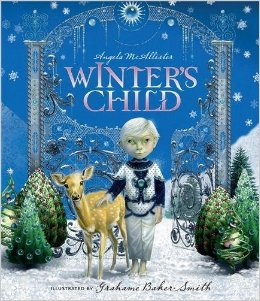 Angela McAllister
WINTER'S
CHILD
ILLUSTRATED BY Grahame Baker-Smith